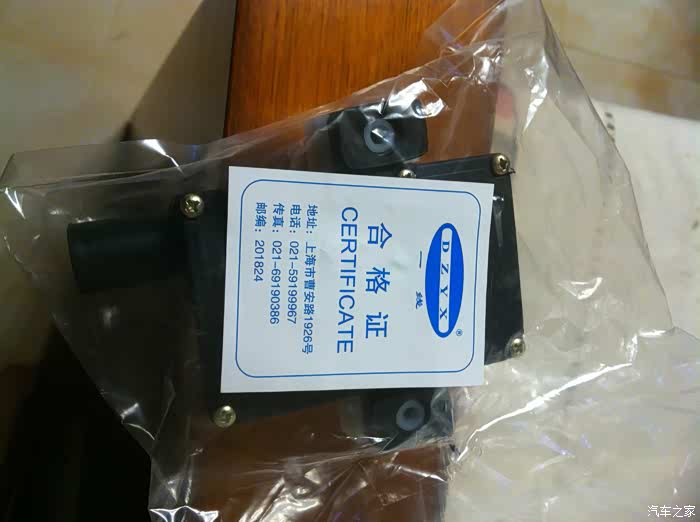 DZYX®
一线
合格证
CERTIFICATE
地址：上海市曹安路1926号
电话：021-59199967
传真：021-69190386
邮编：201824
汽车之家